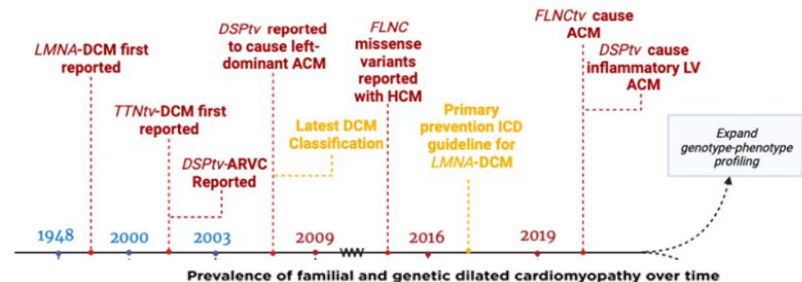 LMNA-DCM first
reported
TTNtv-DCM first
reported
DSPtv-ARVC
Reported
DSPtv reported
to cause left-
dominant ACM
Latest DCM
Classification
FLNC
missense
variants
reported
with HCM
Primary
prevention ICD
guideline for
LMNA-DCM
FLNCtv cause
ACM
DSPtv cause
inflammatory LV
ACM
Expand
genotype-phenotype
profiling
1948
2000
2003
2009
2016
2019
Prevalence of familial and genetic dilated cardiomyopathy over time